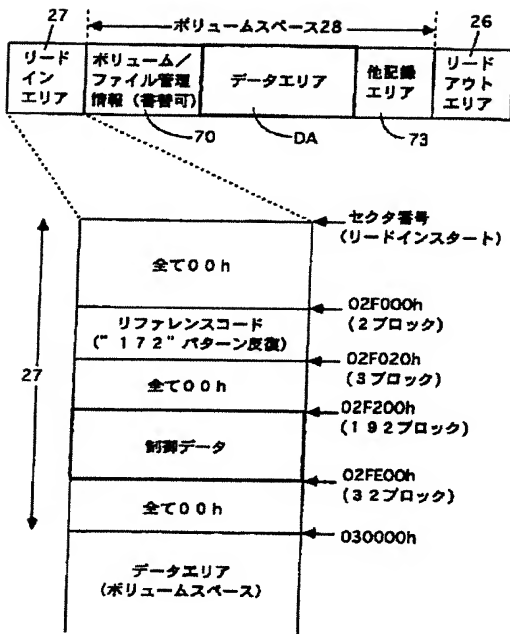 27
ボリュームスペース28
26
リード
イン
エリア
ボリューム／
ファイル管理
情報（書替可）
データエリア
他記録
エリア
リード
アウト
エリア
70
DA
73
セクタ番号
(リードインスタート)
全て００ｈ
02F000h
(２ブロック)
リファレンスコード
("１７２"パターン反復)
02F020h
(３ブロック)
27
全て００ｈ
02F200h
(１９２ブロック)
制御データ
02FE00h
(３２ブロック)
全て００ｈ
030000h
データエリア
(ボリュームスペース)